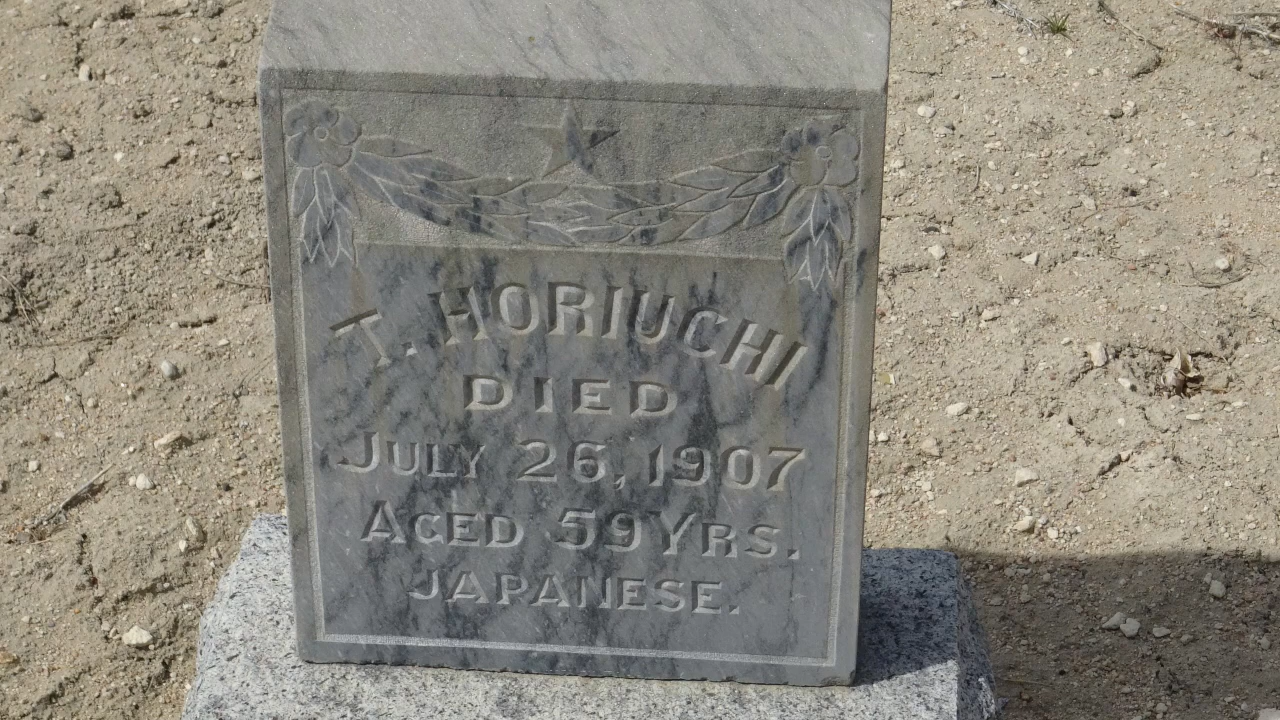 T. HORIUCHI
DIED
JULY 26, 1907
AGED 59 YRS.
JAPANESE.